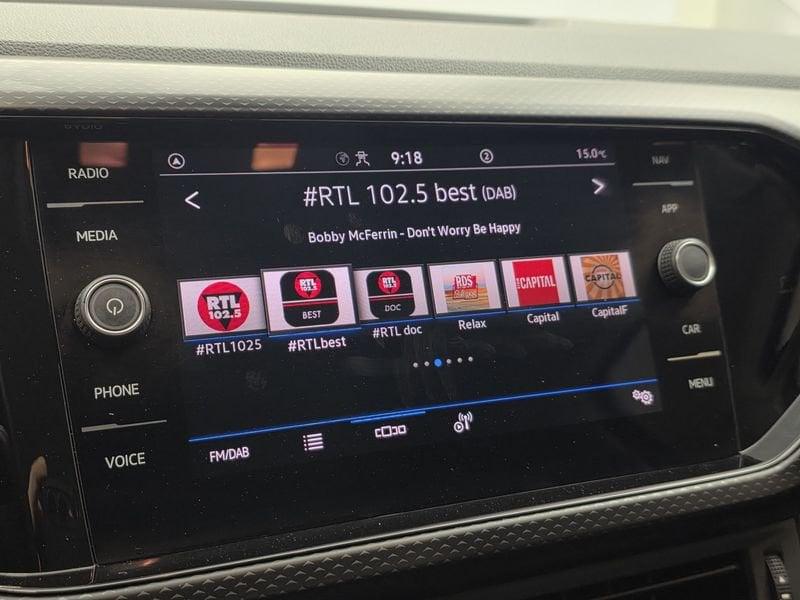 RADIO
MEDIA
PHONE
VOICE
9:18
2
15.0°C
#RTL 102.5 best (DAB)
Bobby McFerrin - Don't Worry Be Happy
RTL 102.5
RTL 102.5 BEST
RTL 102.5 DOC
RDS Relax
CAPITAL
CAPITAL
#RTL1025
#RTLbest
#RTL doc
Relax
Capital
CapitalF
FM/DAB
NAV
APP
CAR
MENU